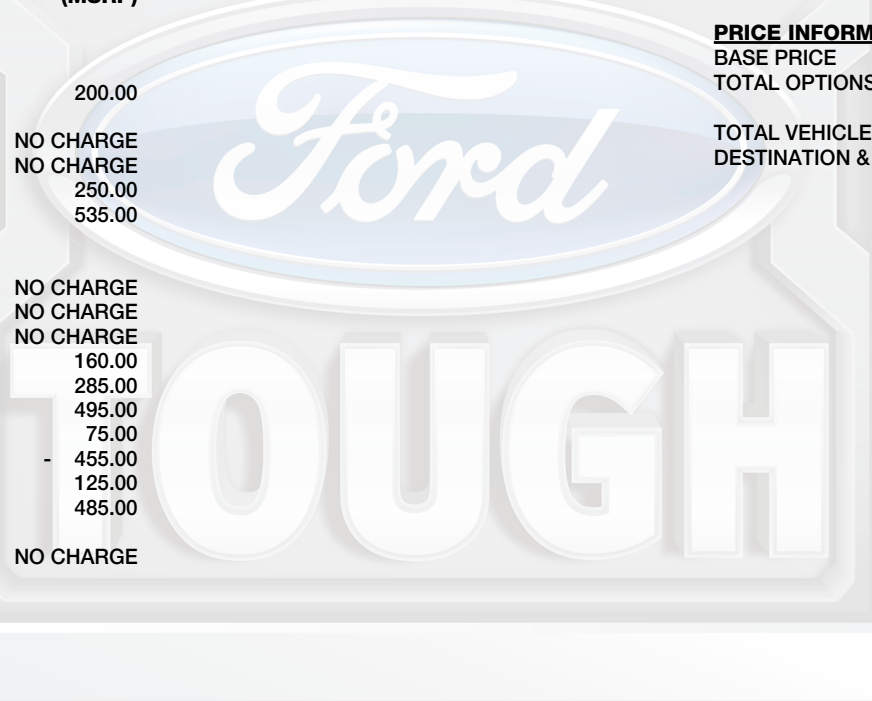 (MSRP)
200.00
NO CHARGE
NO CHARGE
250.00
535.00
NO CHARGE
NO CHARGE
NO CHARGE
160.00
285.00
495.00
75.00
- 455.00
125.00
485.00
NO CHARGE
PRICE INFORM
BASE PRICE
TOTAL OPTIONS
TOTAL VEHICLE
DESTINATION &
Ford
TOUGH